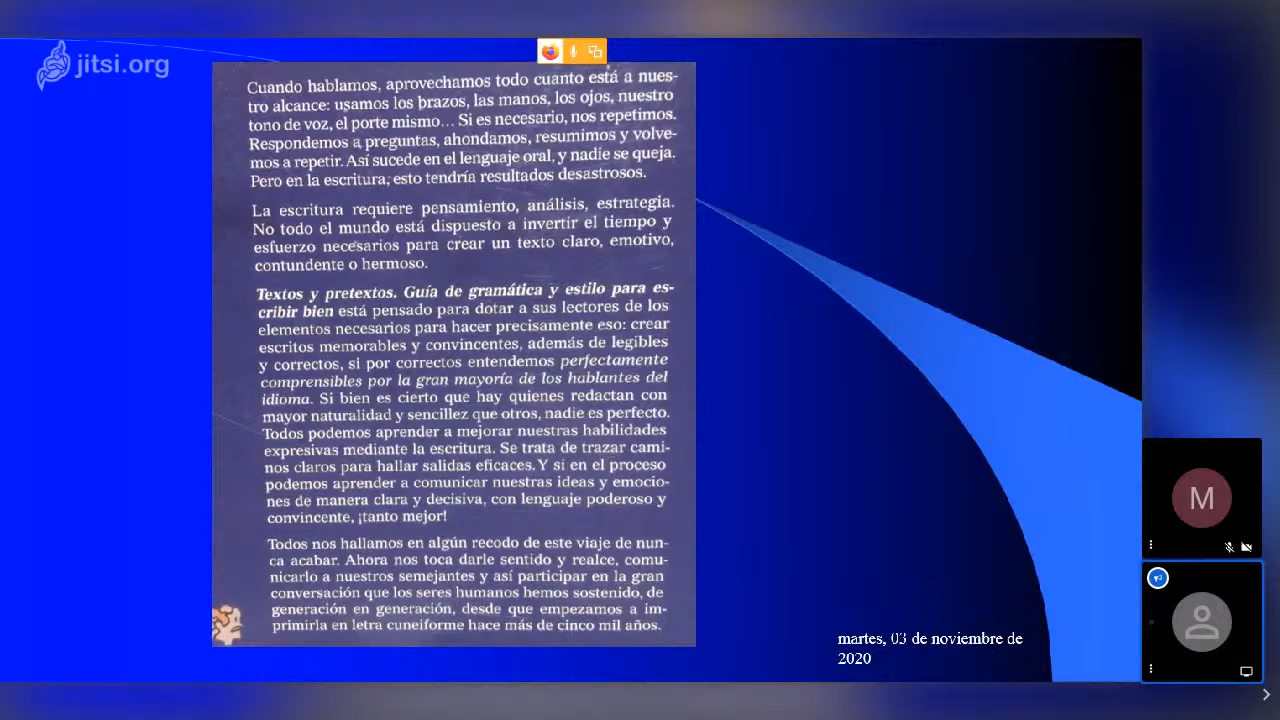 jitsi.org
Cuando hablamos, aprovechamos todo cuanto está a nues-
tro alcance: usamos los brazos, las manos, los ojos, nuestro
tono de voz, el porte mismo... Si es necesario, nos repetimos.
Respondemos a preguntas, ahondamos, resumimos y volve-
mos a repetir. Así sucede en el lenguaje oral, y nadie se queja.
Pero en la escritura, esto tendría resultados desastrosos.
La escritura requiere pensamiento, análisis, estrategia.
No todo el mundo está dispuesto a invertir el tiempo y
esfuerzo necesarios para crear un texto claro, emotivo,
contundente o hermoso.
Textos y pretextos. Guía de gramática y estilo para es-
cribir bien está pensado para dotar a sus lectores de los
elementos necesarios para hacer precisamente eso: crear
escritos memorables y convincentes, además de legibles
y correctos, si por correctos entendemos perfectamente
comprensibles por la gran mayoría de los hablantes del
idioma. Si bien es cierto que hay quienes redactan con
mayor naturalidad y sencillez que otros, nadie es perfecto.
Todos podemos aprender a mejorar nuestras habilidades
expresivas mediante la escritura. Se trata de trazar cami-
nos claros para hallar salidas eficaces. Y si en el proceso
podemos aprender a comunicar nuestras ideas y emocio-
nes de manera clara y decisiva, con lenguaje poderoso y
convincente, ¡tanto mejor!
Todos nos hallamos en algún recodo de este viaje de nun-
ca acabar. Ahora nos toca darle sentido y realce, comu-
nicarlo a nuestros semejantes y así participar en la gran
conversación que los seres humanos hemos sostenido, de
generación en generación, desde que empezamos a im-
primirla en letra cuneiforme hace más de cinco mil años.
martes, 03 de noviembre de
2020
M